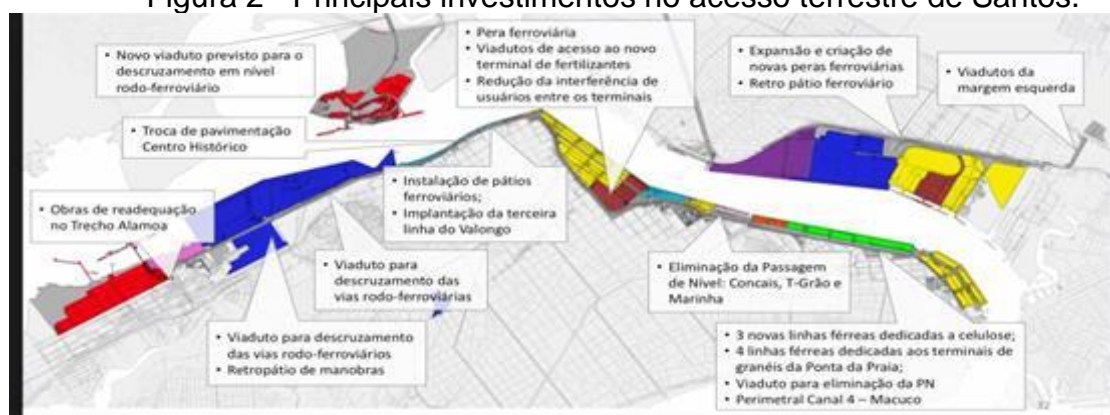 Figura 2 - Principais investimentos no acesso terrestre de Santos.
• Novo viaduto previsto para o
descruzamento em nível
rodo-ferroviário
• Pera ferroviária
• Viadutos de acesso ao novo
terminal de fertilizantes
• Redução da interferência de
usuários entre os terminais
• Expansão e criação de
novas peras ferroviárias
• Retro pátio ferroviário
• Viadutos da
margem esquerda
• Troca de pavimentação
Centro Histórico
• Instalação de pátios
ferroviários;
• Implantação da terceira
linha do Valongo
• Obras de readequação
no Trecho Alamoa
• Viaduto para
descruzamento das
vias rodo-ferroviárias
• Eliminação da Passagem
de Nível: Concais, T-Grão e
Marinha
• Viaduto para descruzamento
das vias rodo-ferroviários
• Retropátio de manobras
• 3 novas linhas férreas dedicadas a celulose;
• 4 linhas férreas dedicadas aos terminais de
granéis da Ponta da Praia;
• Viaduto para eliminação da PN
• Perimetral Canal 4 – Macuco